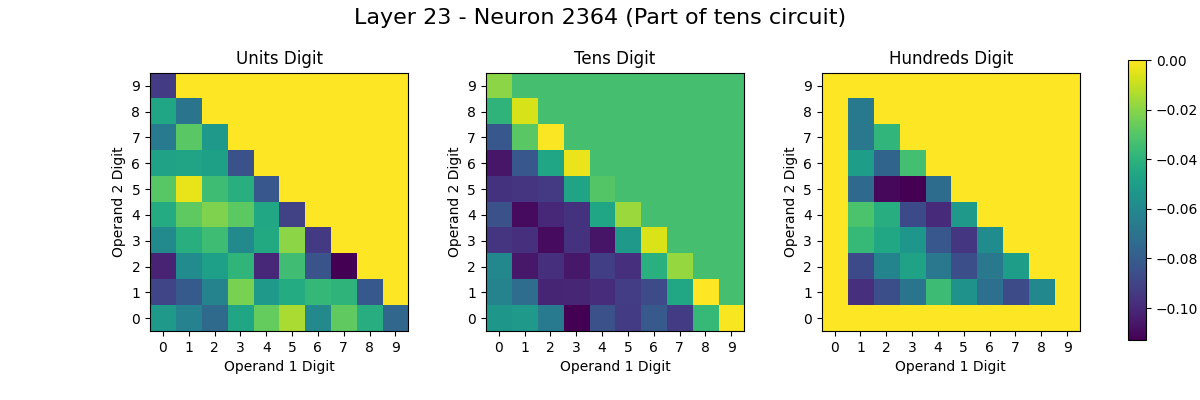 Layer 23 - Neuron 2364 (Part of tens circuit)
Units Digit
Tens Digit
Hundreds Digit
Operand 2 Digit
9
8
7
6
5
4
3
2
1
0
0 1 2 3 4 5 6 7 8 9
Operand 1 Digit
Operand 2 Digit
9
8
7
6
5
4
3
2
1
0
0 1 2 3 4 5 6 7 8 9
Operand 1 Digit
Operand 2 Digit
9
8
7
6
5
4
3
2
1
0
0 1 2 3 4 5 6 7 8 9
Operand 1 Digit
0.00
−0.02
−0.04
−0.06
−0.08
−0.10